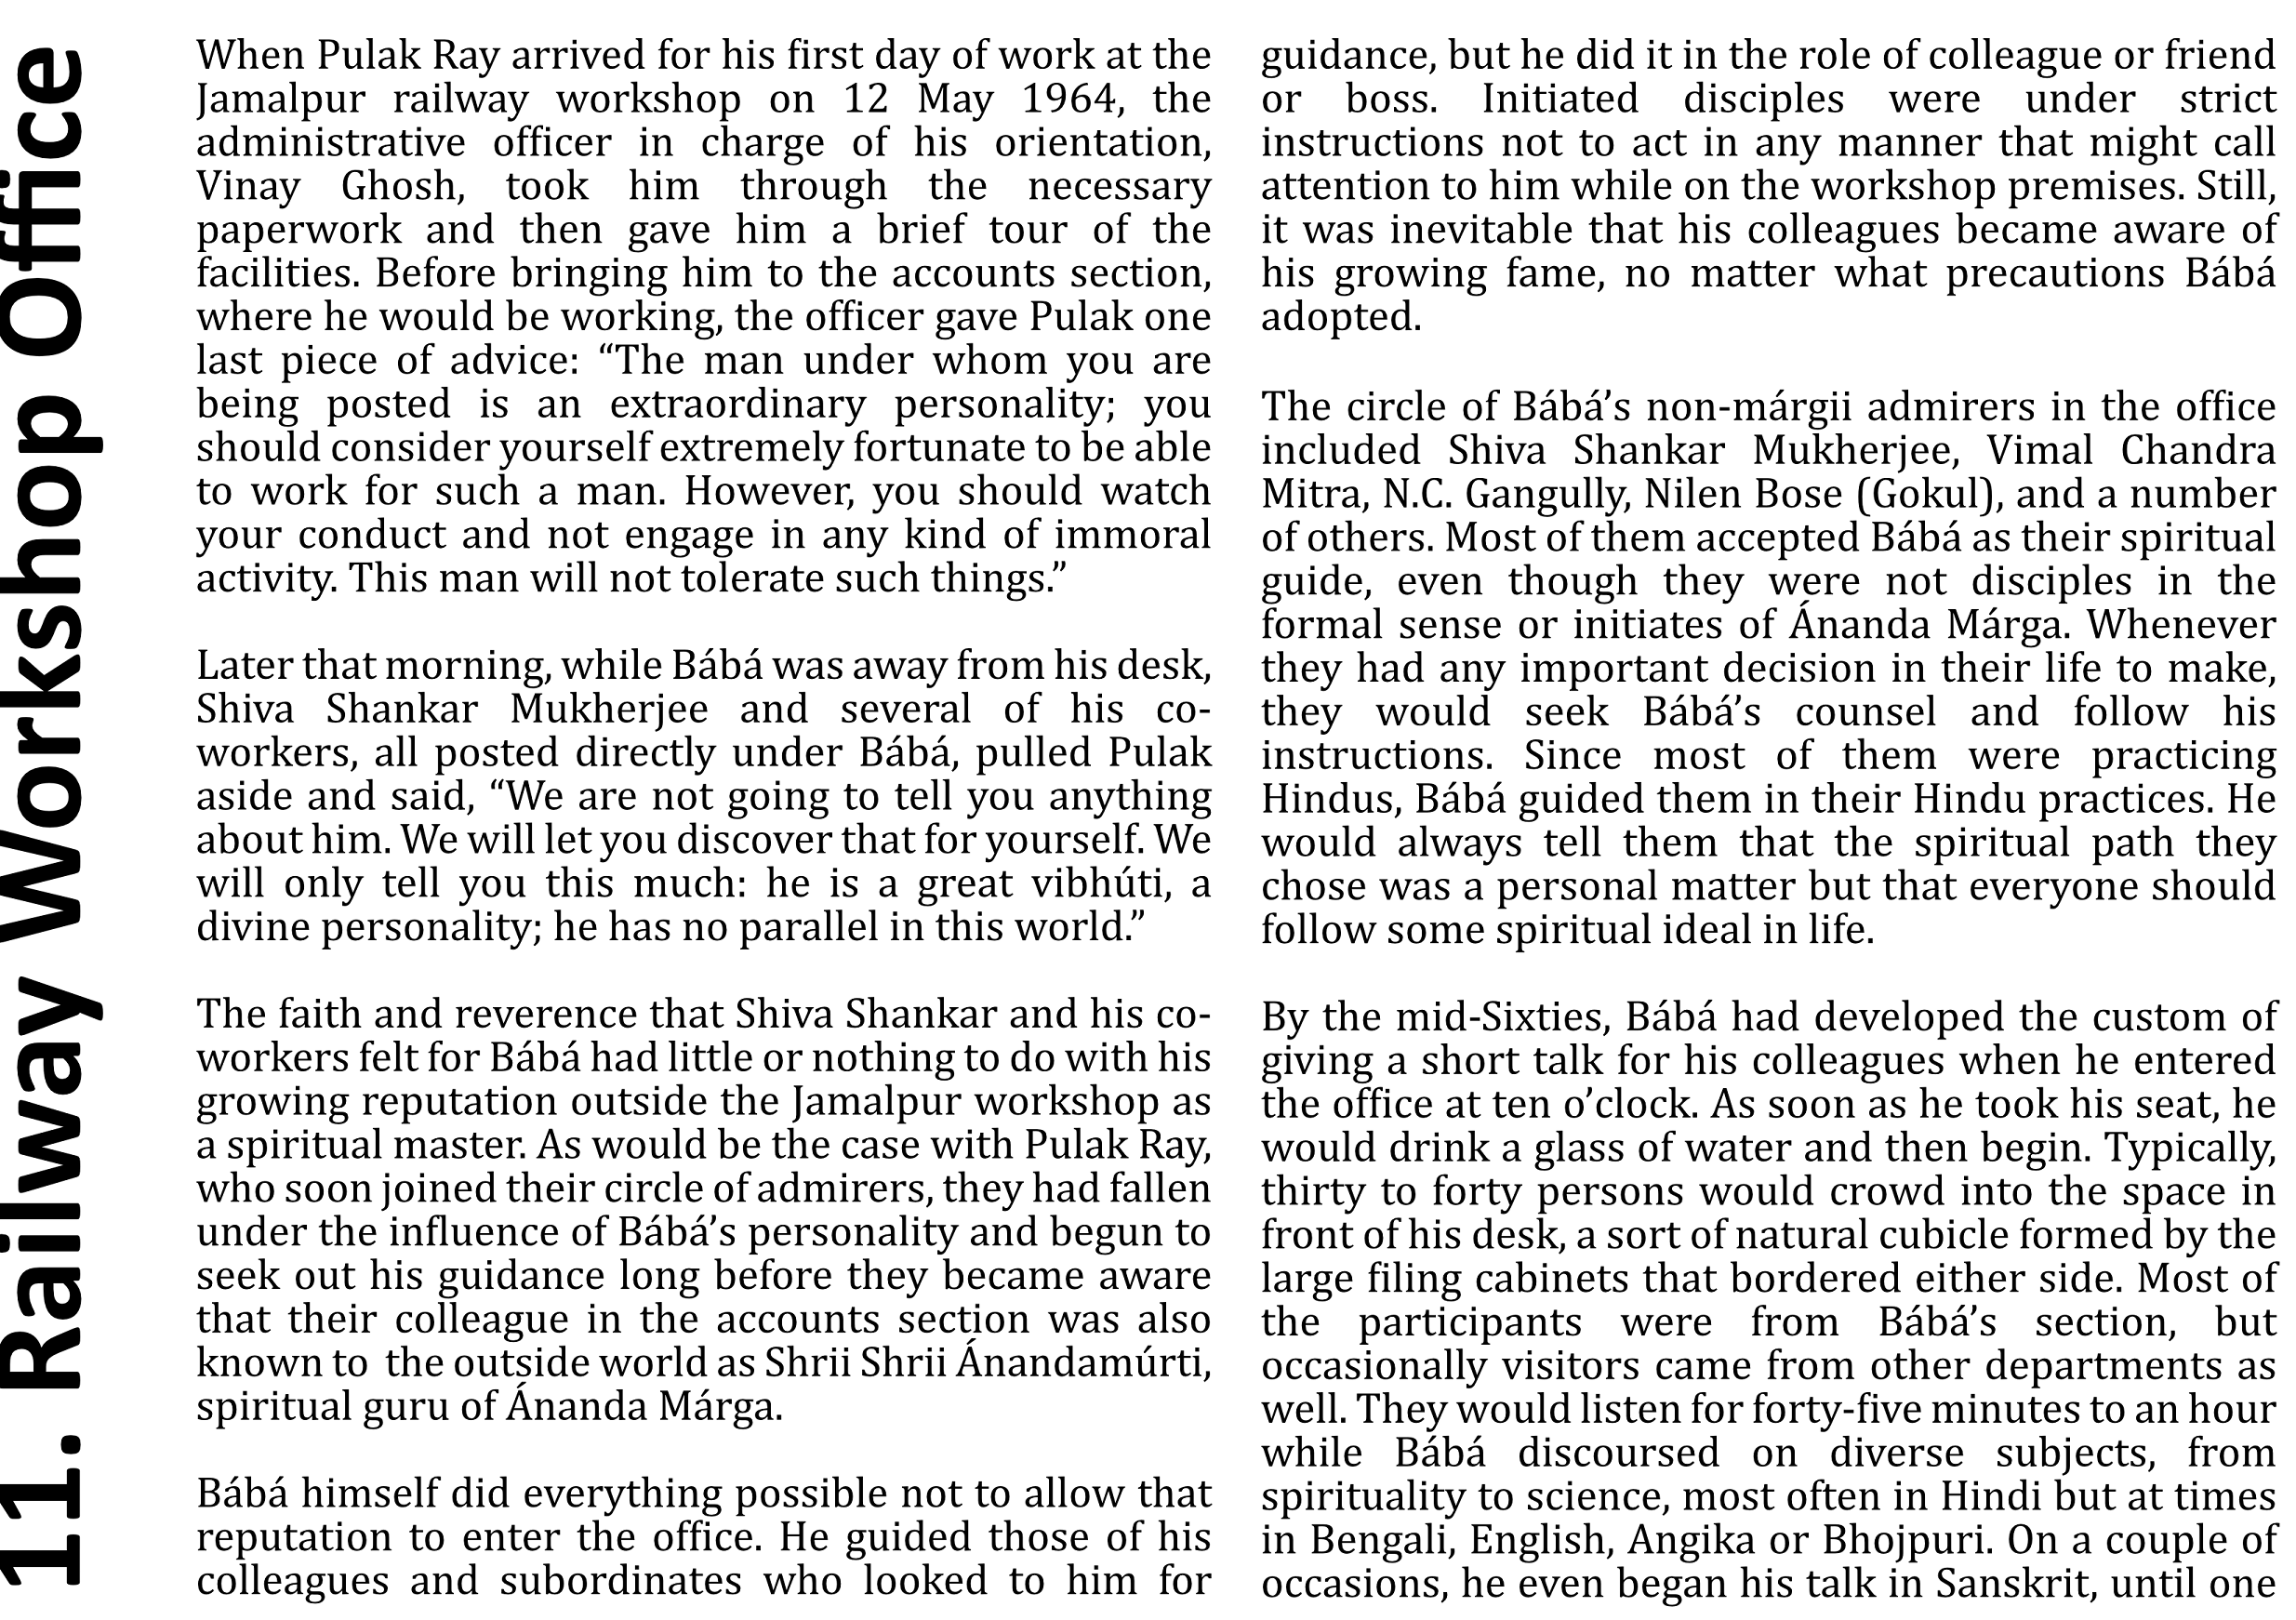 11. Railway Workshop Office
When Pulak Ray arrived for his first day of work at the
Jamalpur railway workshop on 12 May 1964, the
administrative officer in charge of his orientation,
Vinay Ghosh, took him through the necessary
paperwork and then gave him a brief tour of the
facilities. Before bringing him to the accounts section,
where he would be working, the officer gave Pulak one
last piece of advice: “The man under whom you are
being posted is an extraordinary personality; you
should consider yourself extremely fortunate to be able
to work for such a man. However, you should watch
your conduct and not engage in any kind of immoral
activity. This man will not tolerate such things.”
Later that morning, while Bábá was away from his desk,
Shiva Shankar Mukherjee and several of his co-
workers, all posted directly under Bábá, pulled Pulak
aside and said, “We are not going to tell you anything
about him. We will let you discover that for yourself. We
will only tell you this much: he is a great vibhúti, a
divine personality; he has no parallel in this world.”
The faith and reverence that Shiva Shankar and his co-
workers felt for Bábá had little or nothing to do with his
growing reputation outside the Jamalpur workshop as
a spiritual master. As would be the case with Pulak Ray,
who soon joined their circle of admirers, they had fallen
under the influence of Bábá’s personality and begun to
seek out his guidance long before they became aware
that their colleague in the accounts section was also
known to the outside world as Shrii Shrii Ánandamúrti,
spiritual guru of Ánanda Márga.
Bábá himself did everything possible not to allow that
reputation to enter the office. He guided those of his
colleagues and subordinates who looked to him for
guidance, but he did it in the role of colleague or friend
or boss. Initiated disciples were under strict
instructions not to act in any manner that might call
attention to him while on the workshop premises. Still,
it was inevitable that his colleagues became aware of
his growing fame, no matter what precautions Bábá
adopted.
The circle of Bábá’s non-márgii admirers in the office
included Shiva Shankar Mukherjee, Vimal Chandra
Mitra, N.C. Gangully, Nilen Bose (Gokul), and a number
of others. Most of them accepted Bábá as their spiritual
guide, even though they were not disciples in the
formal sense or initiates of Ánanda Márga. Whenever
they had any important decision in their life to make,
they would seek Bábá’s counsel and follow his
instructions. Since most of them were practicing
Hindus, Bábá guided them in their Hindu practices. He
would always tell them that the spiritual path they
chose was a personal matter but that everyone should
follow some spiritual ideal in life.
By the mid-Sixties, Bábá had developed the custom of
giving a short talk for his colleagues when he entered
the office at ten o’clock. As soon as he took his seat, he
would drink a glass of water and then begin. Typically,
thirty to forty persons would crowd into the space in
front of his desk, a sort of natural cubicle formed by the
large filing cabinets that bordered either side. Most of
the participants were from Bábá’s section, but
occasionally visitors came from other departments as
well. They would listen for forty-five minutes to an hour
while Bábá discoursed on diverse subjects, from
spirituality to science, most often in Hindi but at times
in Bengali, English, Angika or Bhojpuri. On a couple of
occasions, he even began his talk in Sanskrit, until one